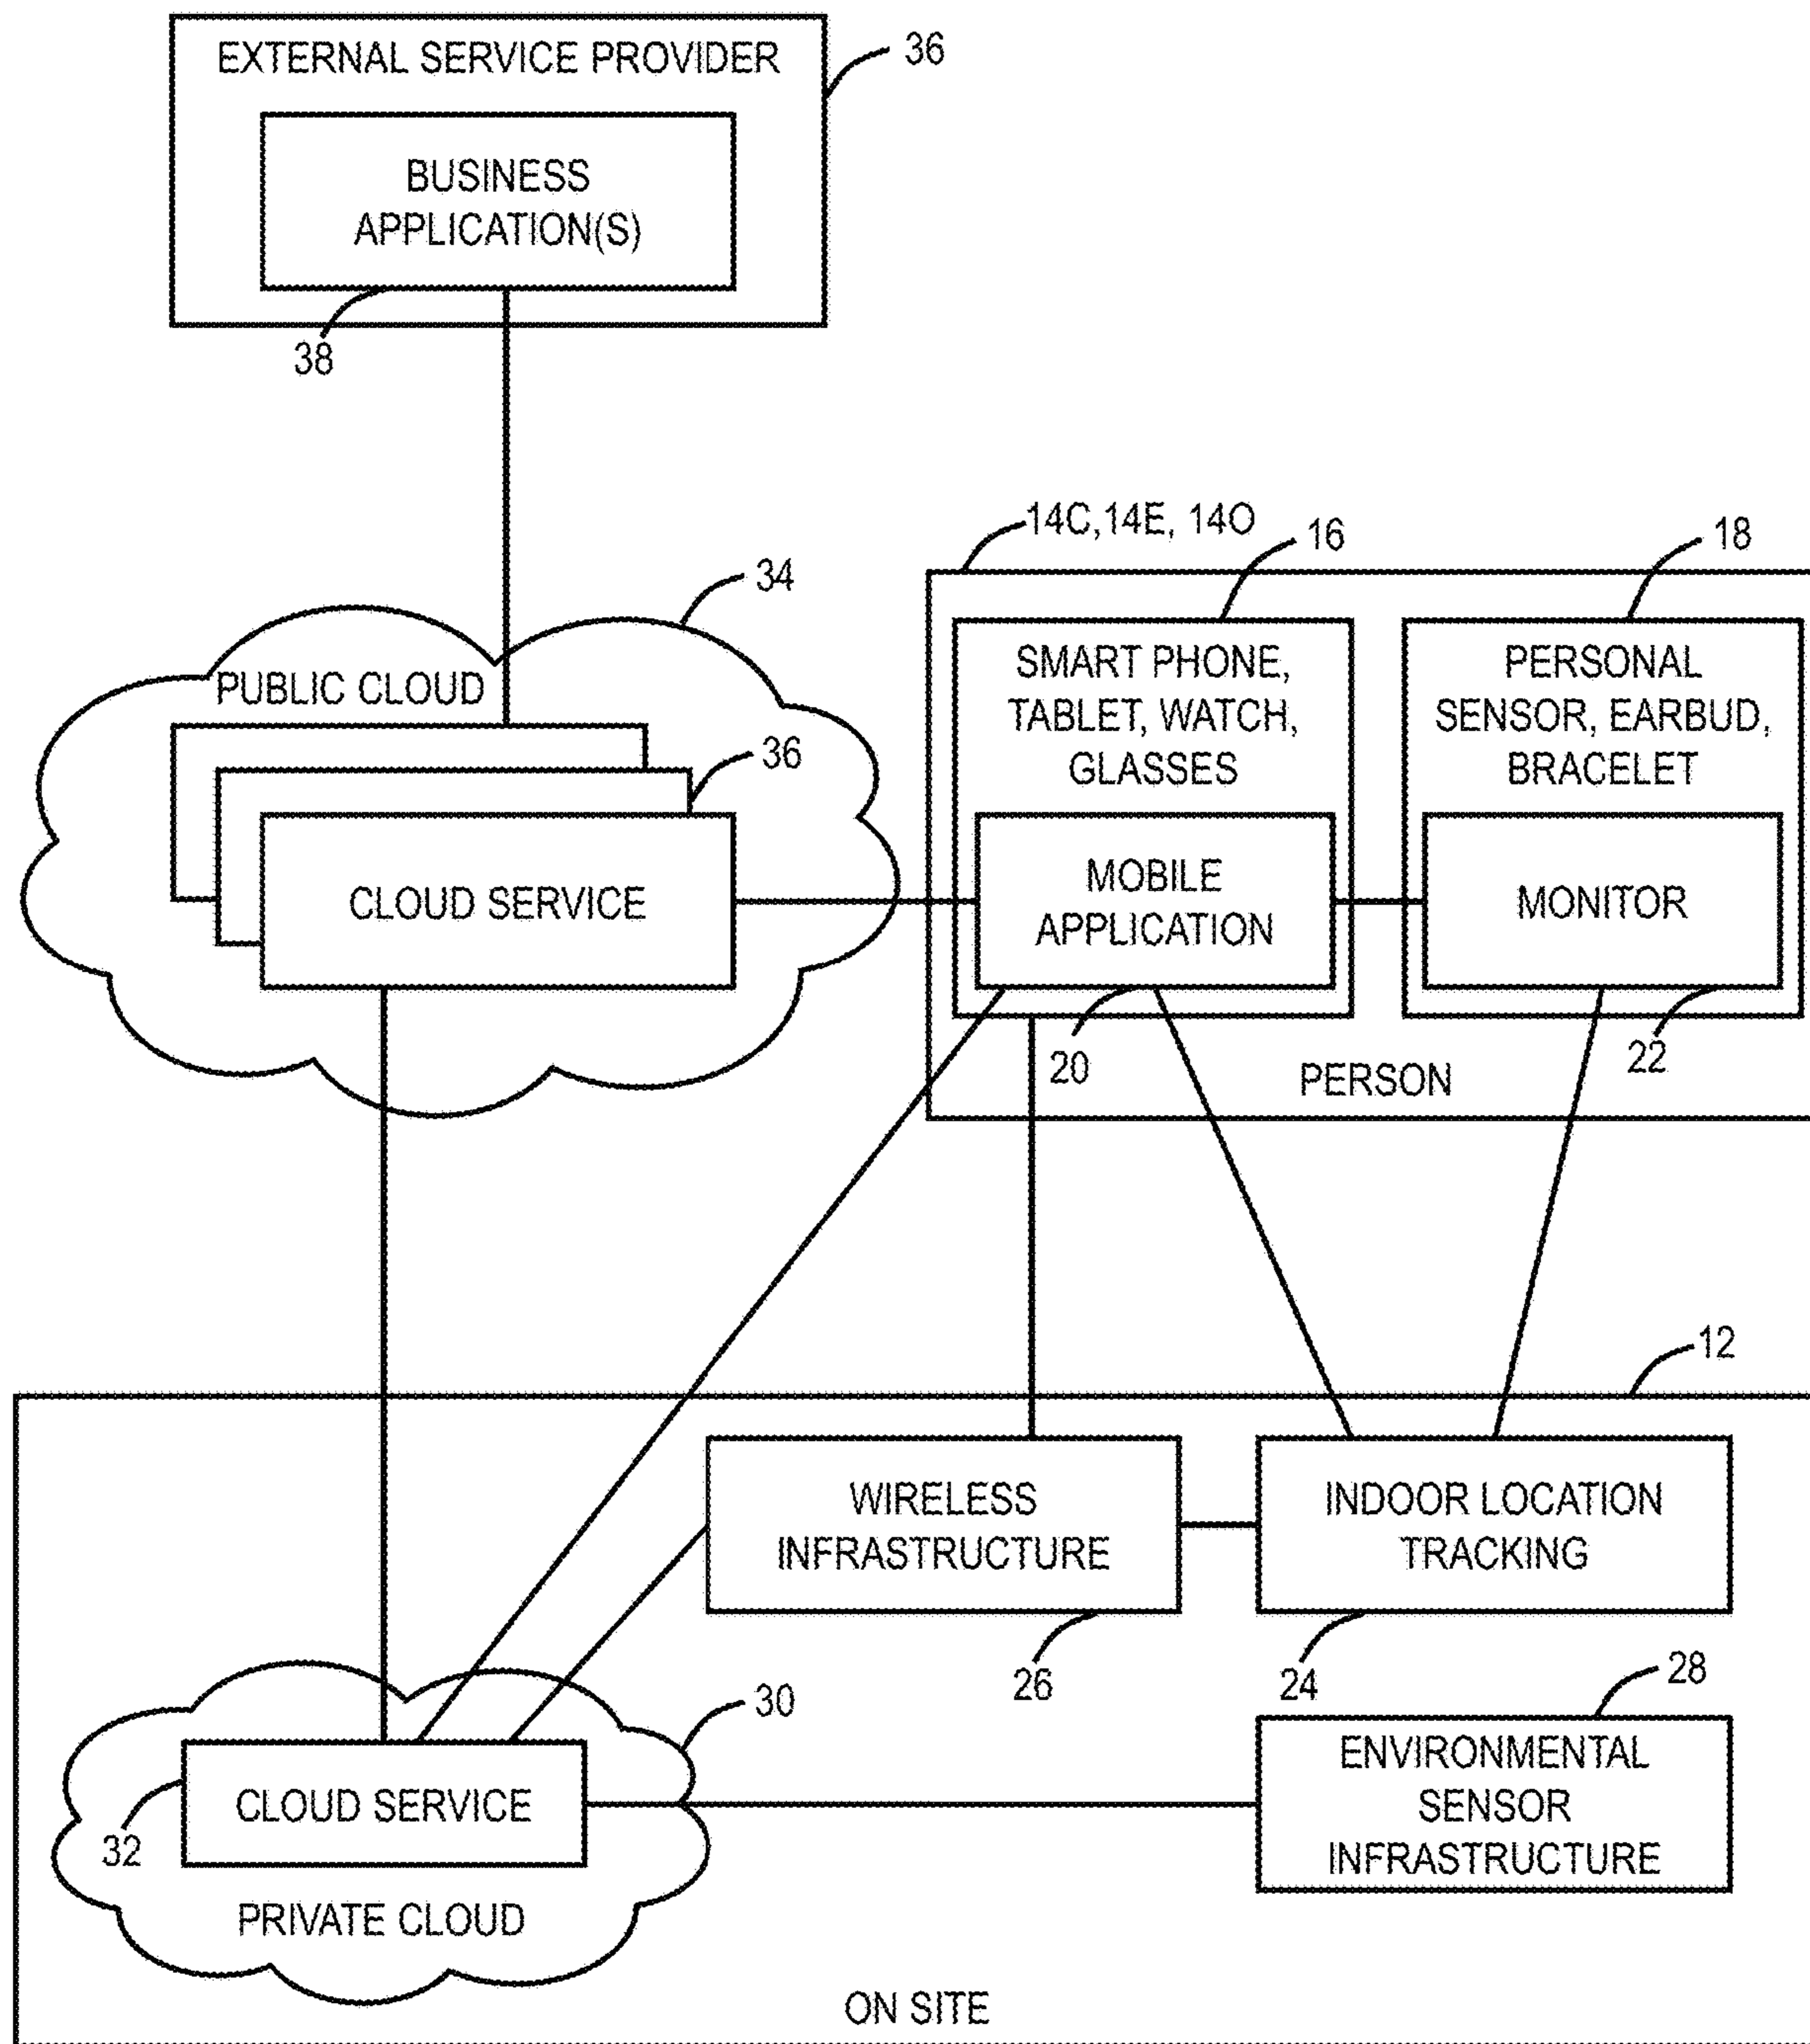 EXTERNAL SERVICE PROVIDER
36
BUSINESS
APPLICATION(S)
38
14C, 14E, 14O
16
18
34
PUBLIC CLOUD
36
CLOUD SERVICE
SMART PHONE,
TABLET, WATCH,
GLASSES
MOBILE
APPLICATION
20
PERSONAL
SENSOR, EARBUD,
BRACELET
MONITOR
22
PERSON
12
WIRELESS
INFRASTRUCTURE
26
INDOOR LOCATION
TRACKING
24
28
ENVIRONMENTAL
SENSOR
INFRASTRUCTURE
30
CLOUD SERVICE
32
PRIVATE CLOUD
ON SITE